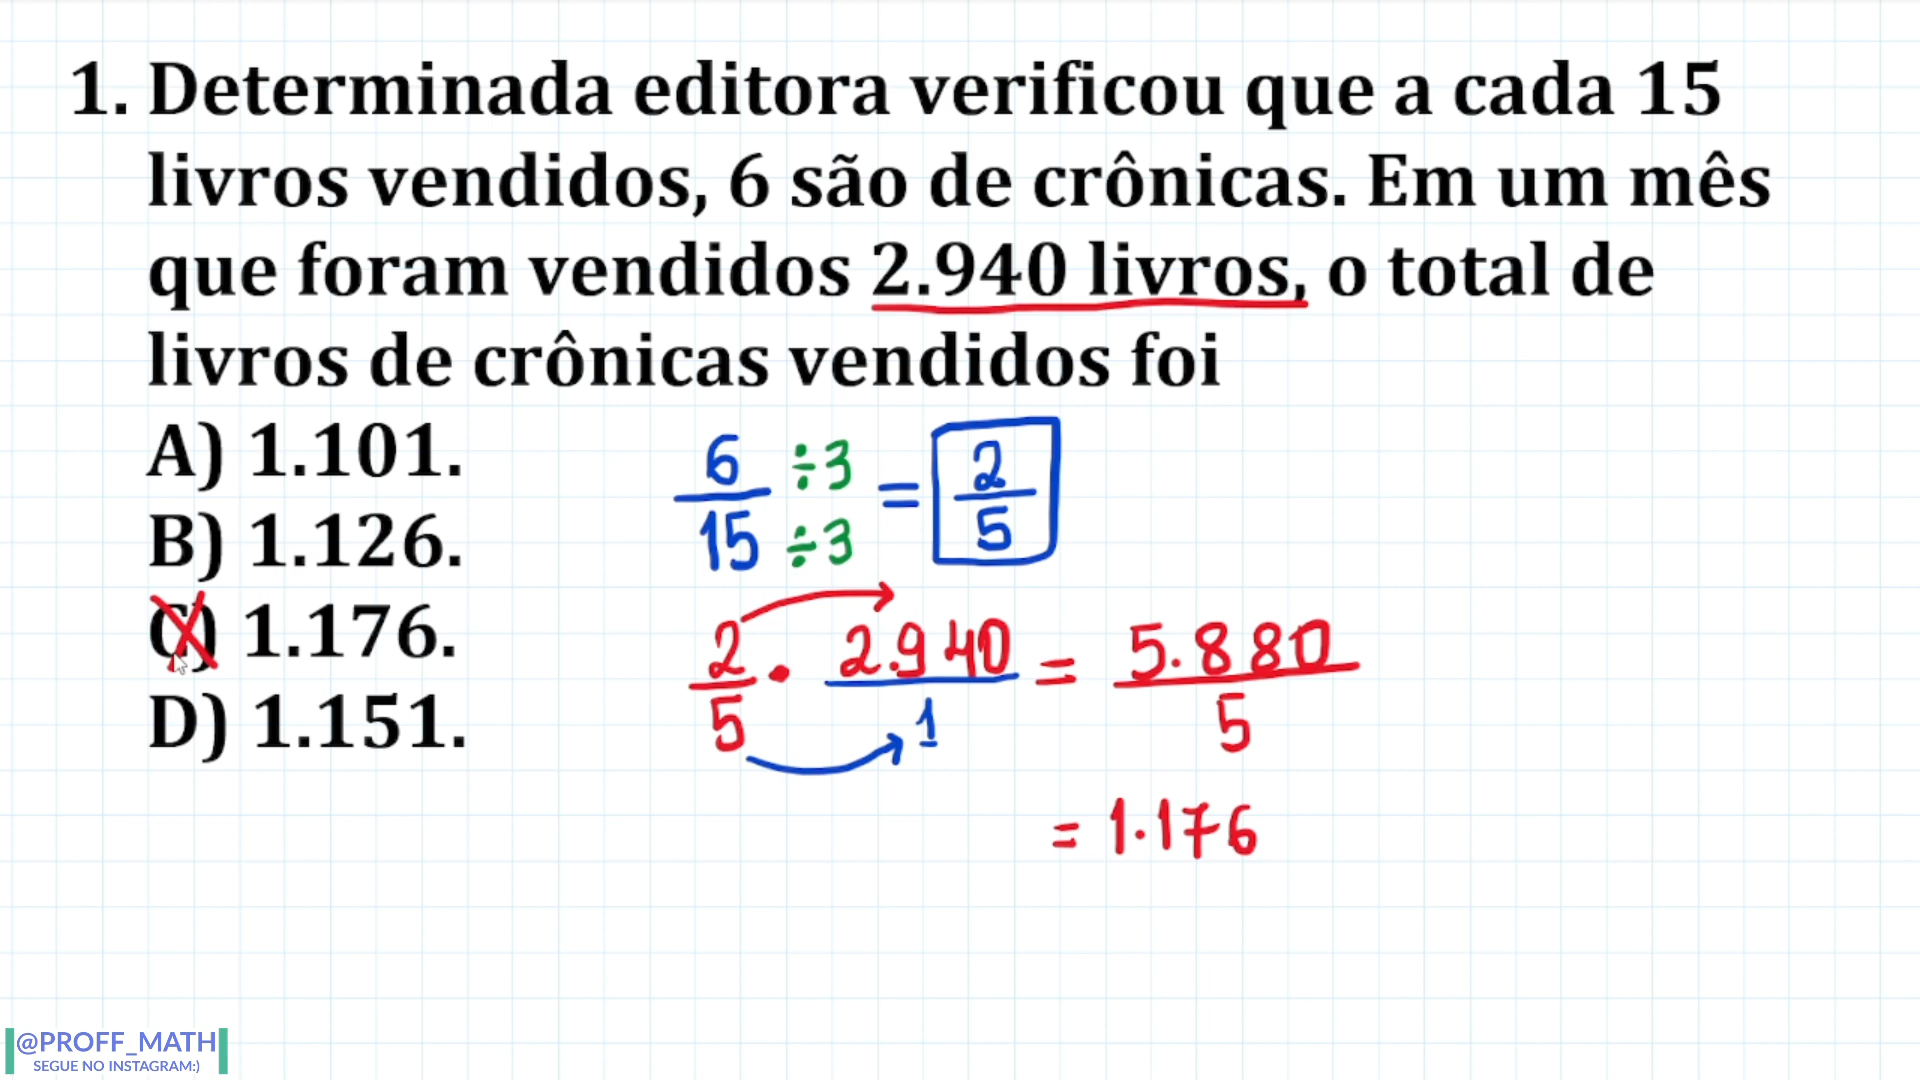 1. Determinada editora verificou que a cada 15
livros vendidos, 6 são de crônicas. Em um mês
que foram vendidos 2.940 livros, o total de
livros de crônicas vendidos foi
A) 1.101.
B) 1.126.
C) 1.176.
D) 1.151.
6 ÷3 = 2
15 ÷3 5
2 · 2.940 = 5.880
5 1 5
= 1.176
@PROFF_MATH
SEGUE NO INSTAGRAM:)